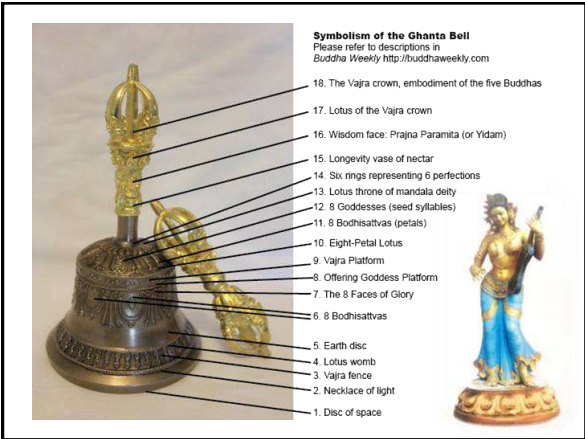 Symbolism of the Ghanta Bell
Please refer to descriptions in
Buddha Weekly http://buddhaweekly.com
18. The Vajra crown, embodiment of the five Buddhas
17. Lotus of the Vajra crown
16. Wisdom face: Prajna Paramita (or Yidam)
15. Longevity vase of nectar
14. Six rings representing 6 perfections
13. Lotus throne of mandala deity
12. 8 Goddesses (seed syllables)
11. 8 Bodhisattvas (petals)
10. Eight-Petal Lotus
9. Vajra Platform
8. Offering Goddess Platform
7. The 8 Faces of Glory
6. 8 Bodhisattvas
5. Earth disc
4. Lotus womb
3. Vajra fence
2. Necklace of light
1. Disc of space